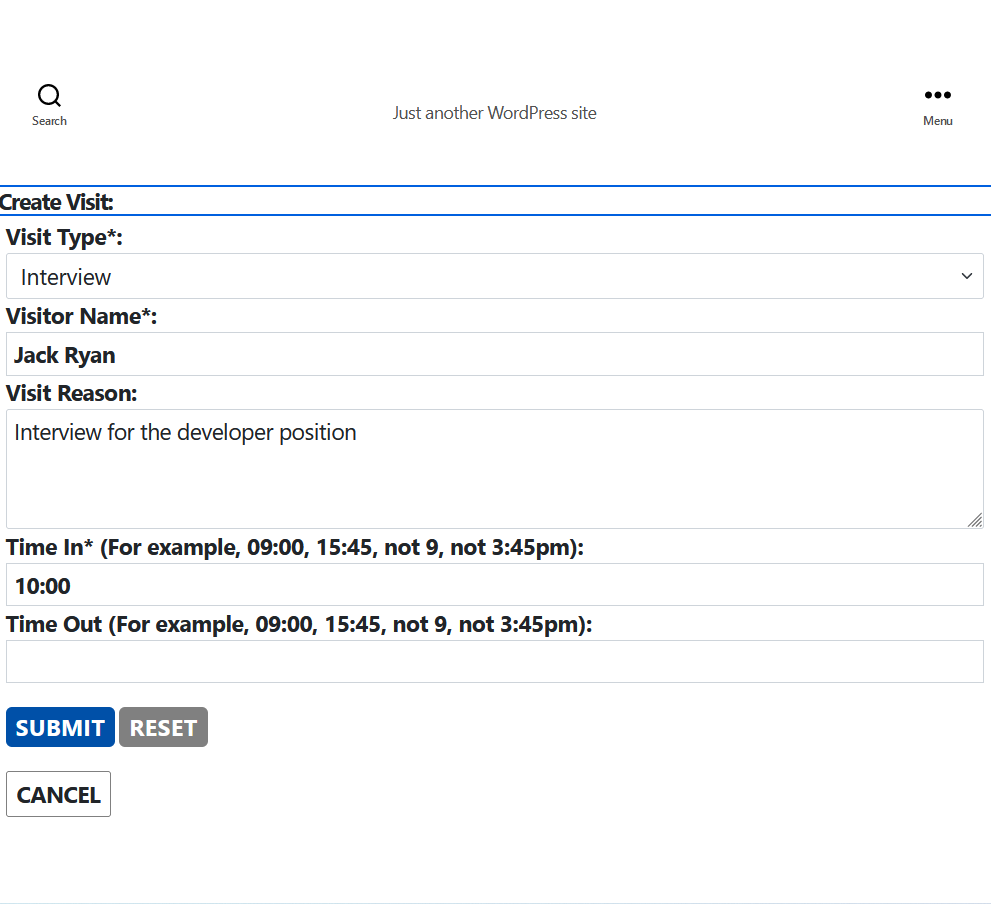 Search
Just another WordPress site
Menu
Create Visit:
Visit Type*:
Interview
Visitor Name*:
Jack Ryan
Visit Reason:
Interview for the developer position
Time In* (For example, 09:00, 15:45, not 9, not 3:45pm):
10:00
Time Out (For example, 09:00, 15:45, not 9, not 3:45pm):
SUBMIT RESET
CANCEL